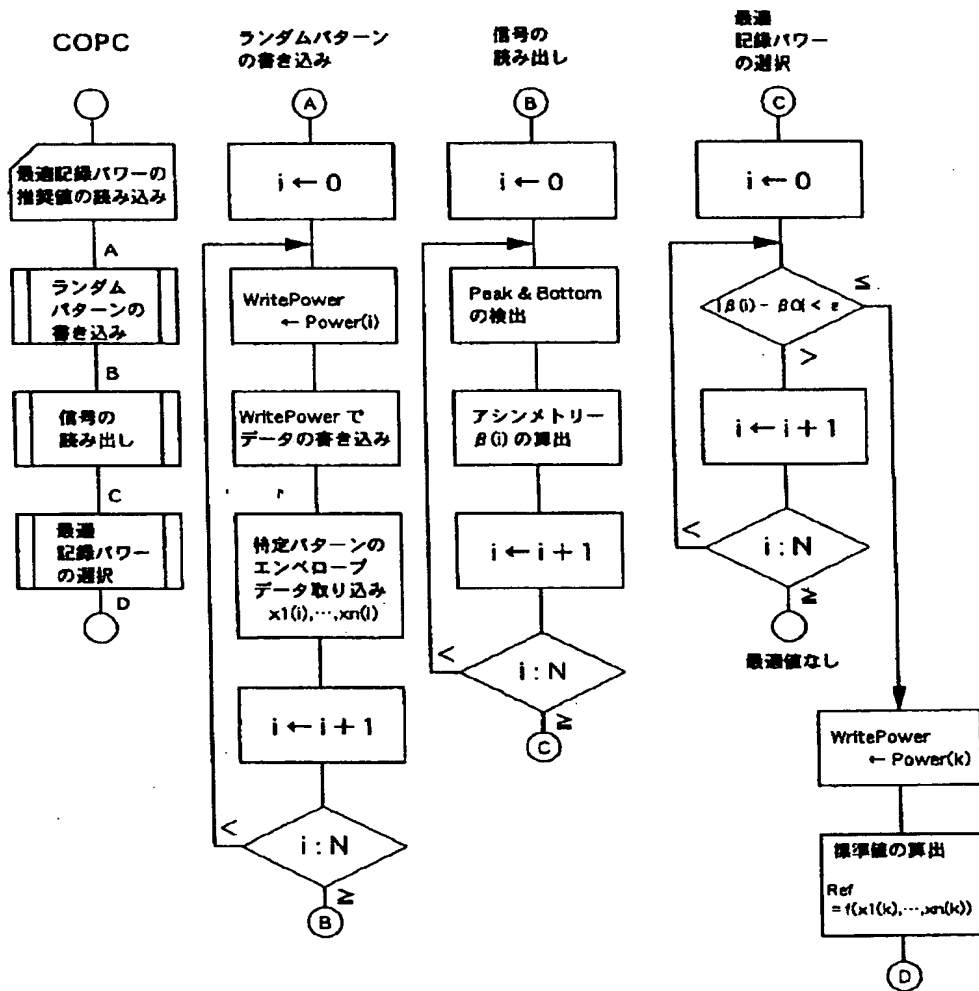 COPC
最適記録パワーの
推奨値の読み込み
A
ランダム
パターンの
書き込み
B
信号の
読み出し
C
最適
記録パワー
の選択
D
ランダムパターン
の書き込み
A
i ← 0
WritePower
← Power(i)
WritePower で
データの書き込み
特定パターンの
エンベロープ
データ取り込み
x1(i),…,xn(i)
i ← i + 1
<
i : N
≧
B
信号の
読み出し
B
i ← 0
Peak & Bottom
の検出
アシンメトリー
β(i) の算出
i ← i + 1
<
i : N
≧
C
最適
記録パワー
の選択
C
i ← 0
≦
|β(i) - β0| < ε
>
i ← i + 1
<
i : N
≧
最適値なし
WritePower
← Power(k)
標準値の算出
Ref
= f(x1(k),…,xn(k))
D